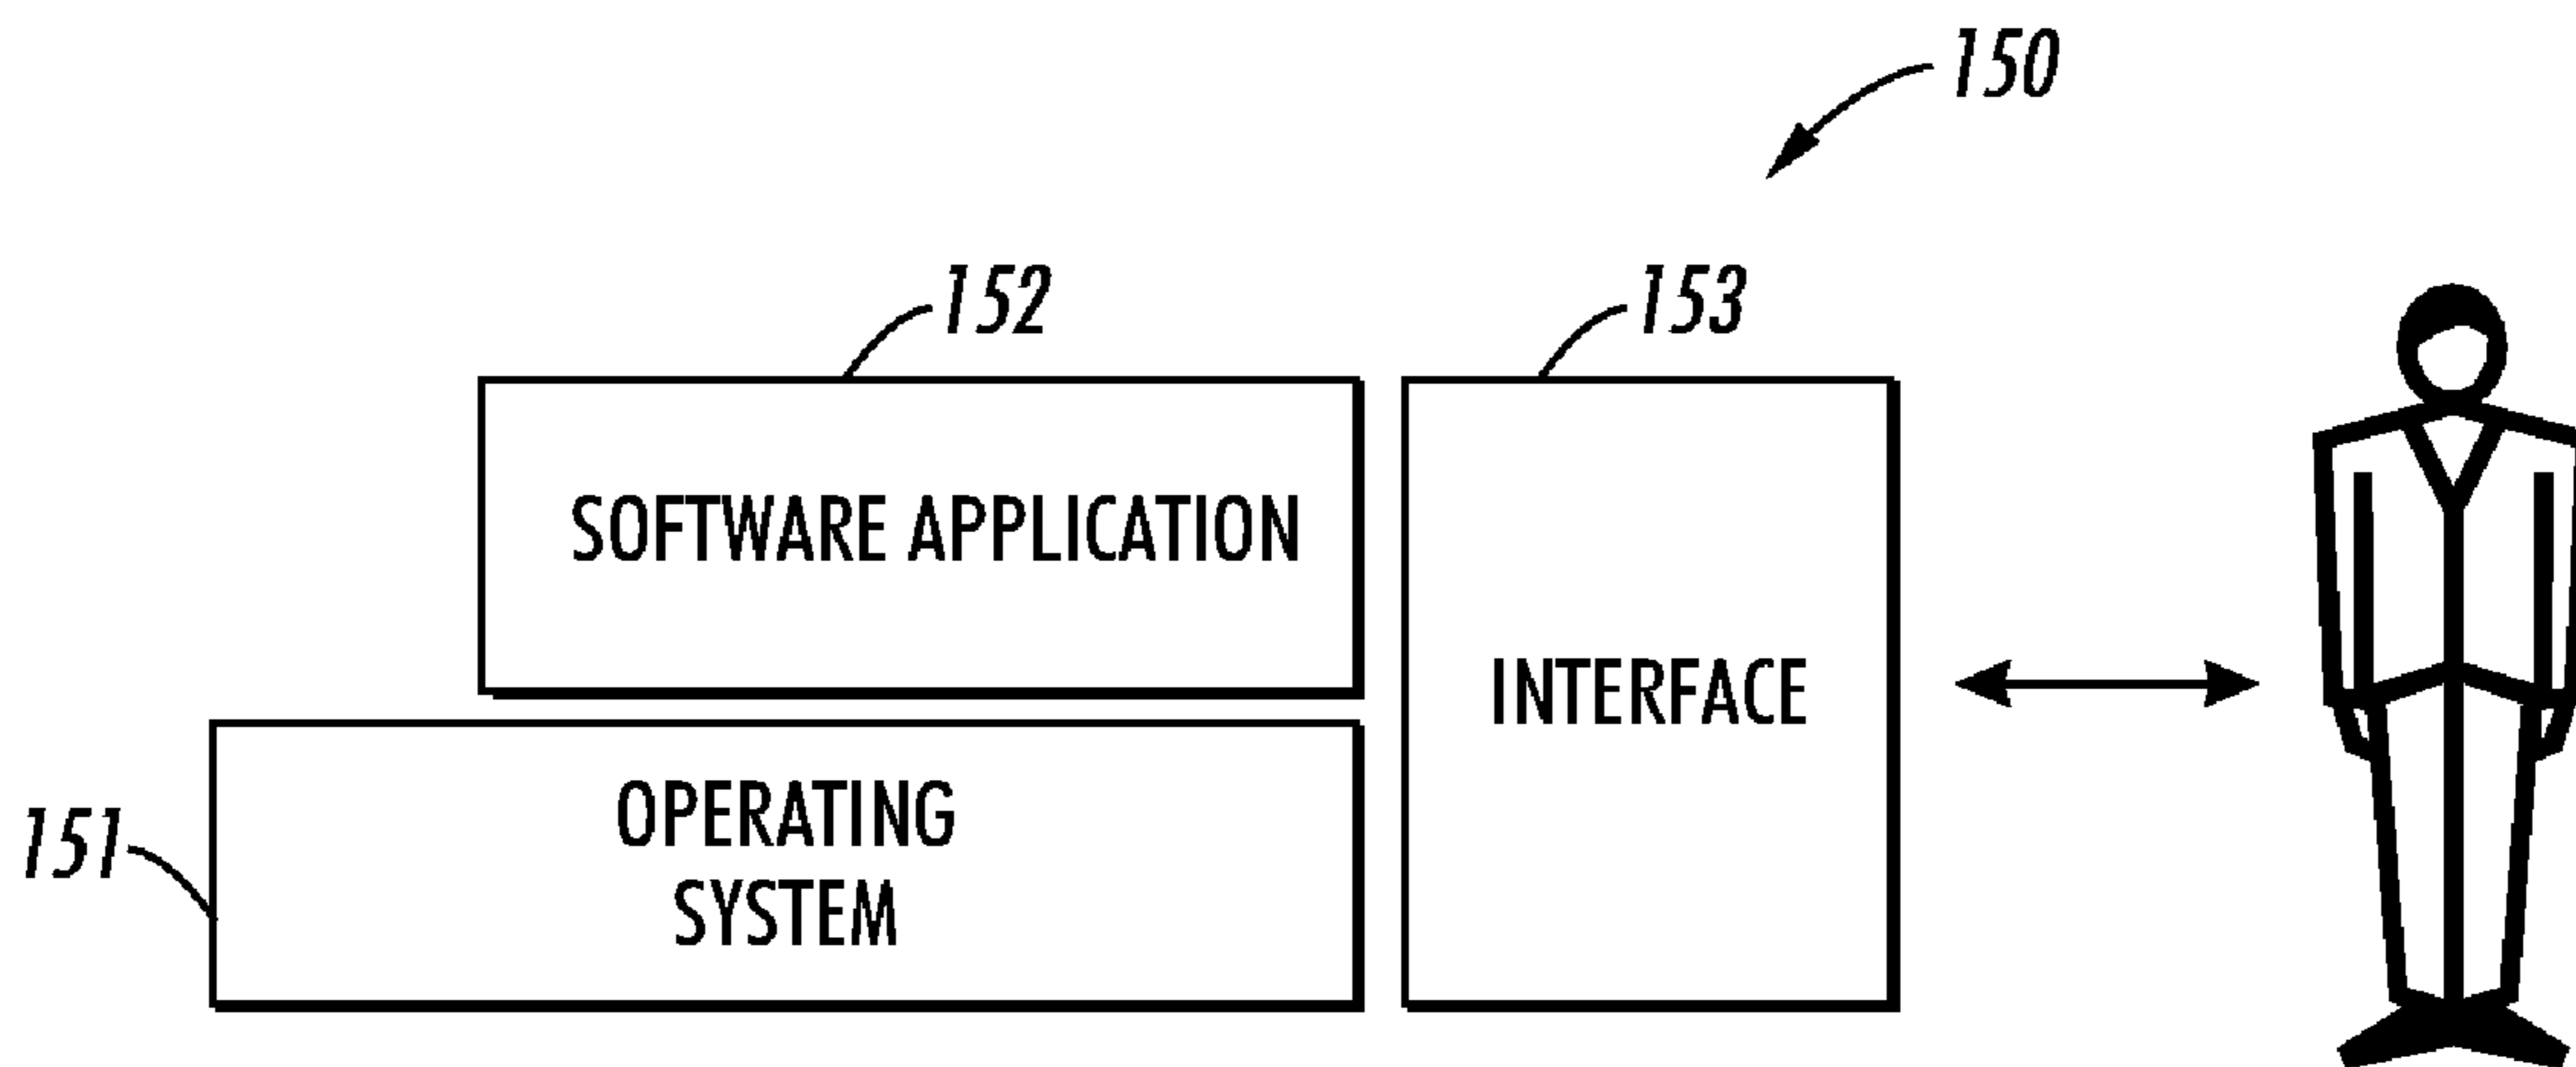 150
152
153
SOFTWARE APPLICATION
INTERFACE
OPERATING
SYSTEM
151